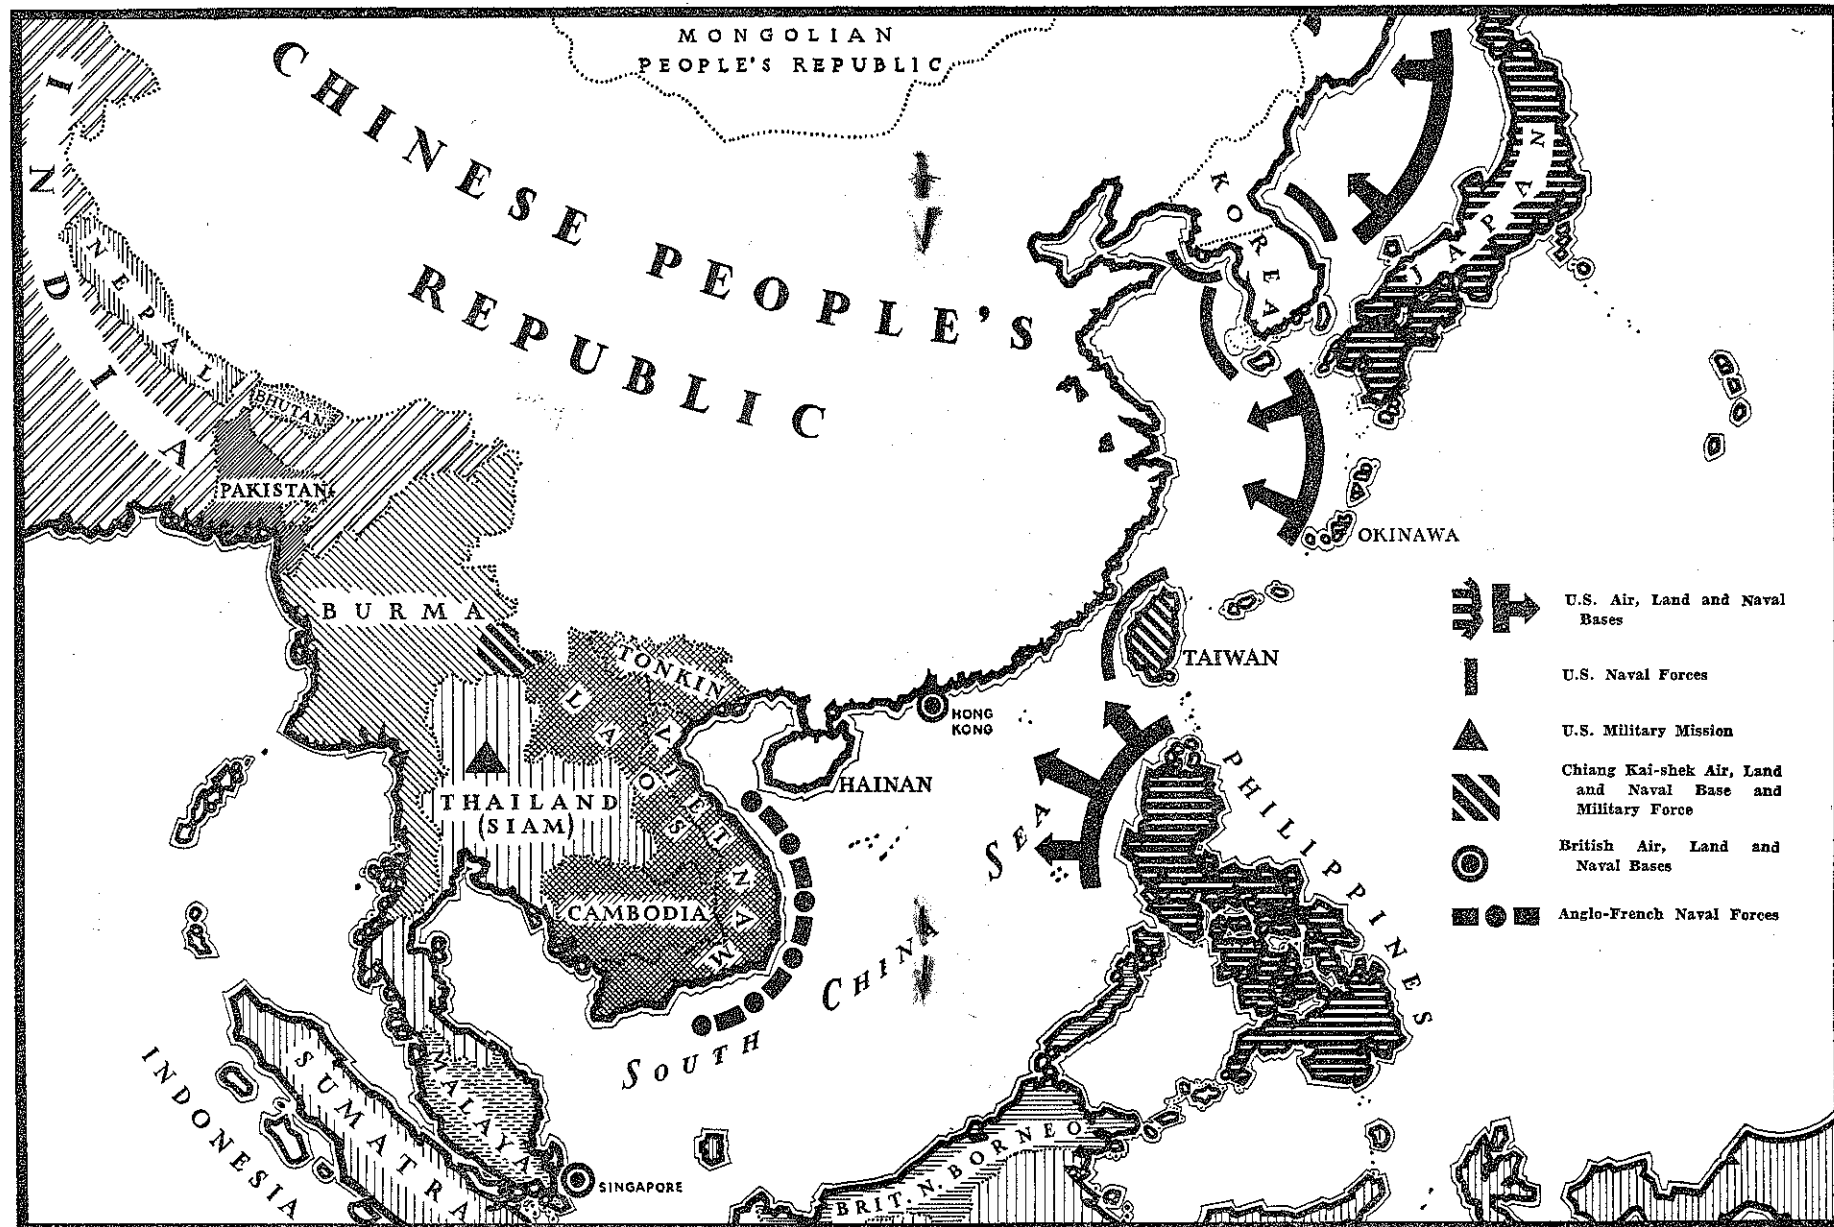 MONGOLIAN
PEOPLE'S REPUBLIC
CHINESE PEOPLE'S
REPUBLIC
INDIA
NEPAL
BHUTAN
PAKISTAN
KOREA
JAPAN
OKINAWA
BURMA
TONKIN
LAOS
VIETNAM
TAIWAN
HONG
KONG
HAINAN
THAILAND
(SIAM)
CAMBODIA
PHILIPPINES
SOUTH CHINA SEA
MALAYA
SUMATRA
INDONESIA
SINGAPORE
BRIT. N. BORNEO
U.S. Air, Land and Naval
Bases
U.S. Naval Forces
U.S. Military Mission
Chiang Kai-shek Air, Land
and Naval Base and
Military Force
British Air, Land and
Naval Bases
Anglo-French Naval Forces